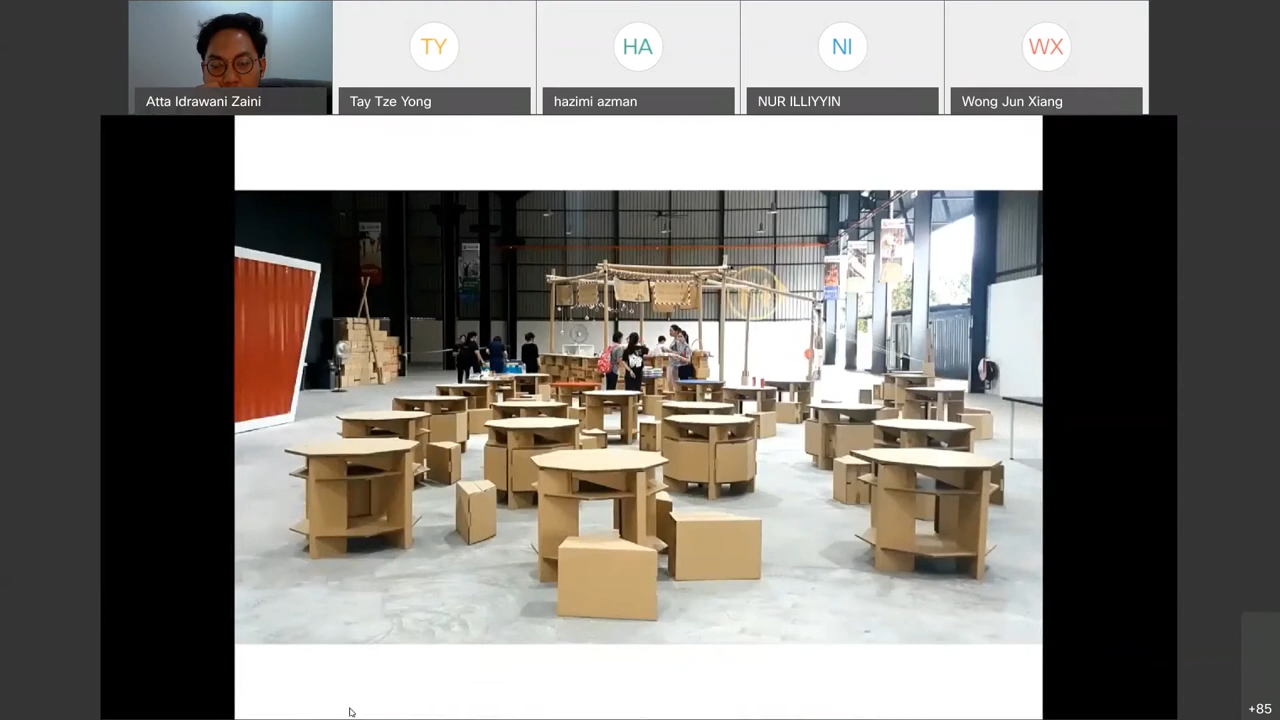 TY
HA
NI
WX
Atta Idrawani Zaini
Tay Tze Yong
hazimi azman
NUR ILLIYYIN
Wong Jun Xiang
+85